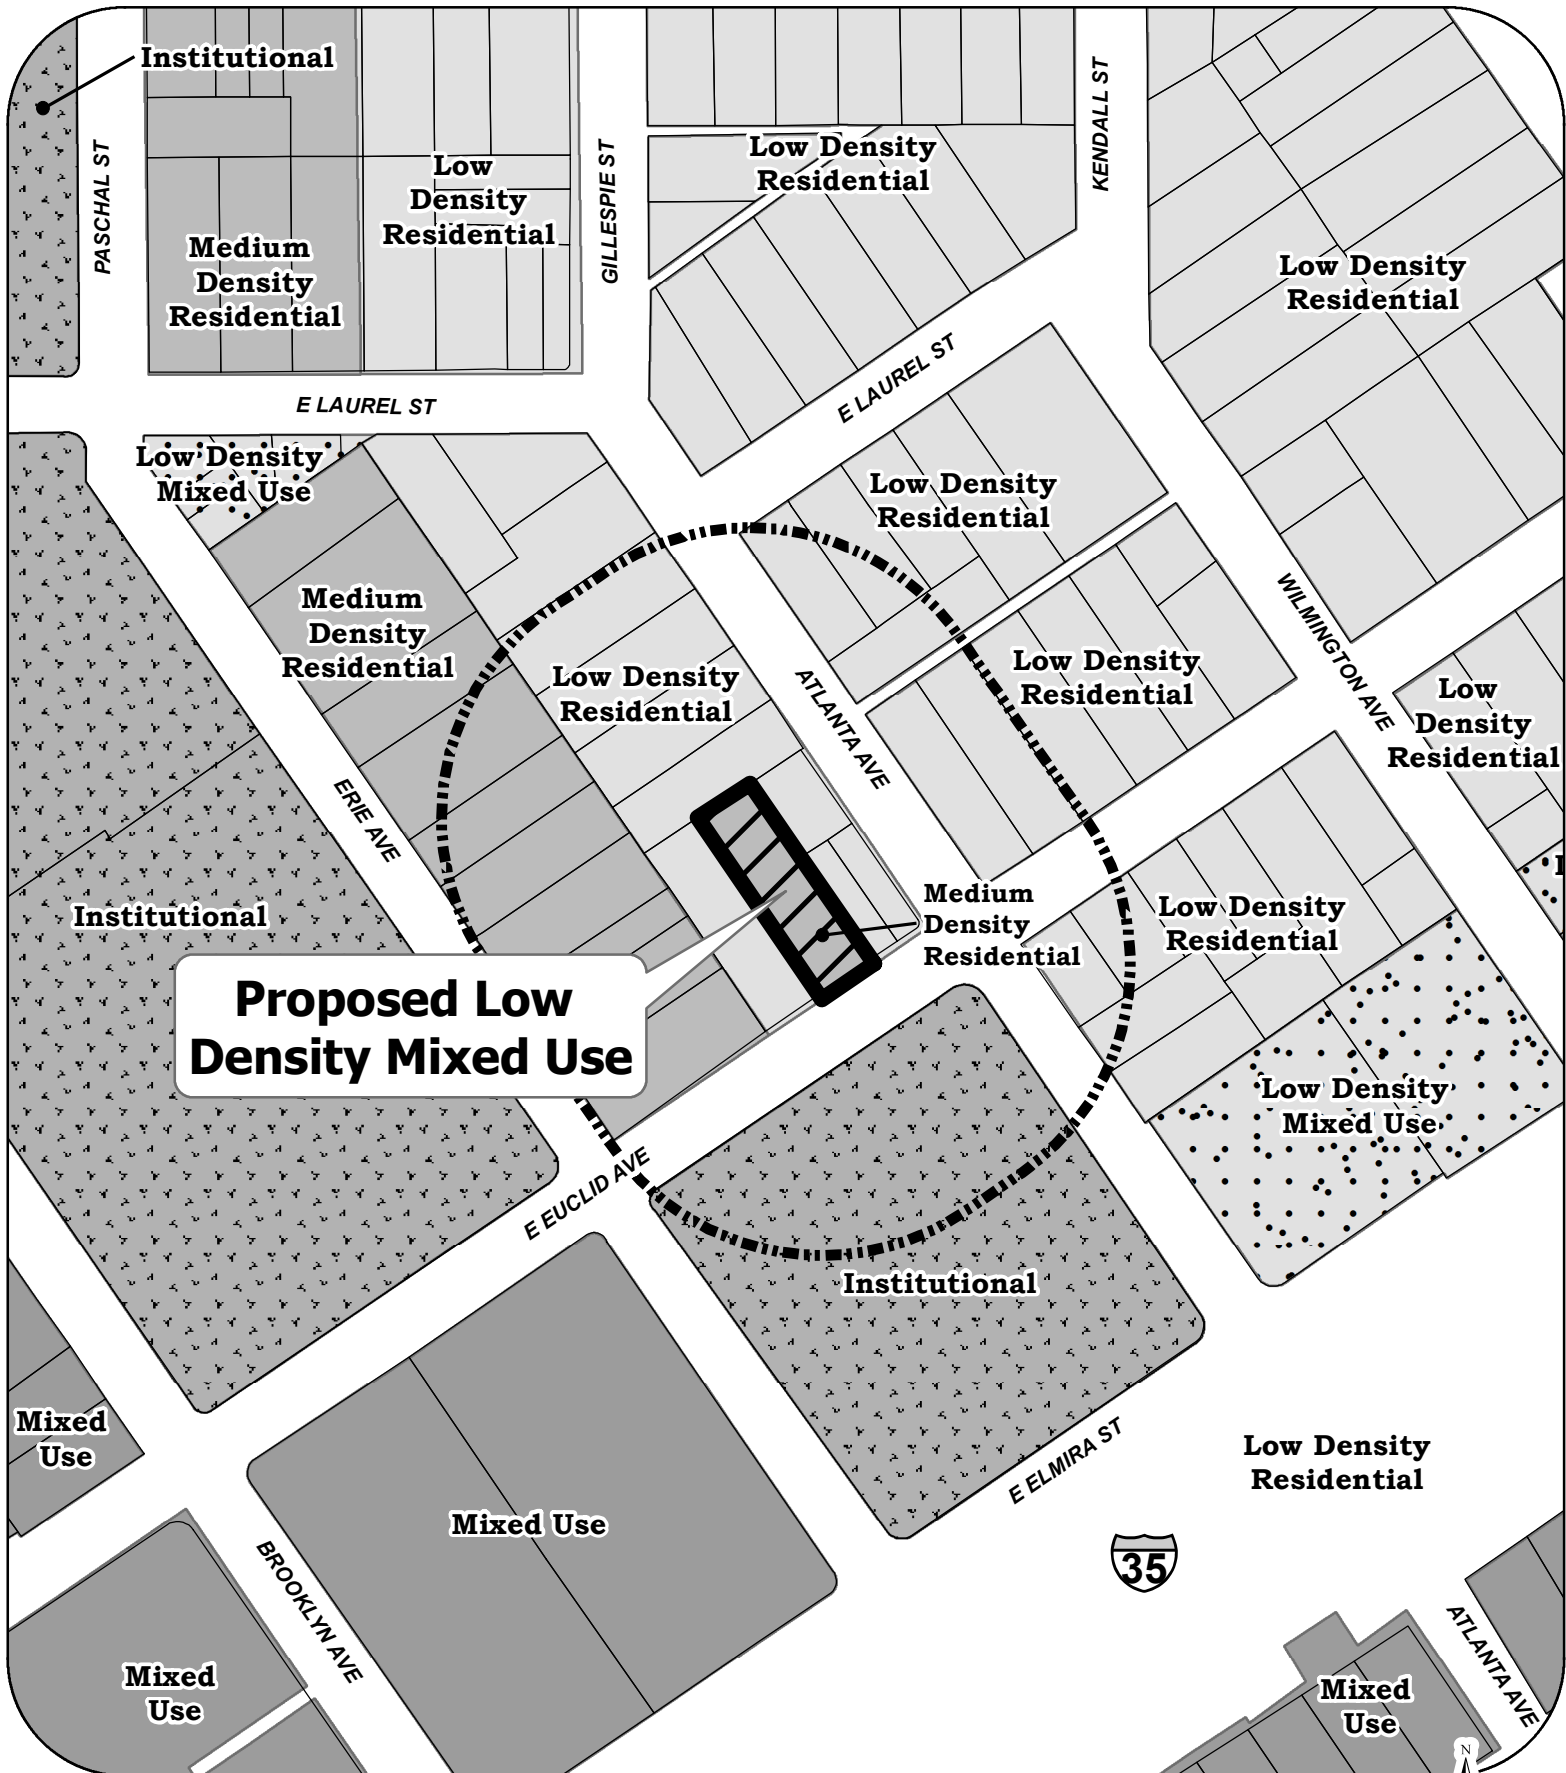 Institutional
PASCHAL ST
Medium
Density
Residential
Low
Density
Residential
GILLESPIE ST
Low Density
Residential
KENDALL ST
Low Density
Residential
E LAUREL ST
E LAUREL ST
Low Density
Mixed Use
Low Density
Residential
Medium
Density
Residential
Low Density
Residential
ATLANTA AVE
Low Density
Residential
WILMINGTON AVE
Low
Density
Residential
ERIE AVE
Institutional
Medium
Density
Residential
Low Density
Residential
Proposed Low
Density Mixed Use
Low Density
Mixed Use
E EUCLID AVE
Institutional
Mixed
Use
E ELMIRA ST
Low Density
Residential
Mixed Use
35
BROOKLYN AVE
Mixed
Use
ATLANTA AVE
Mixed
Use
N